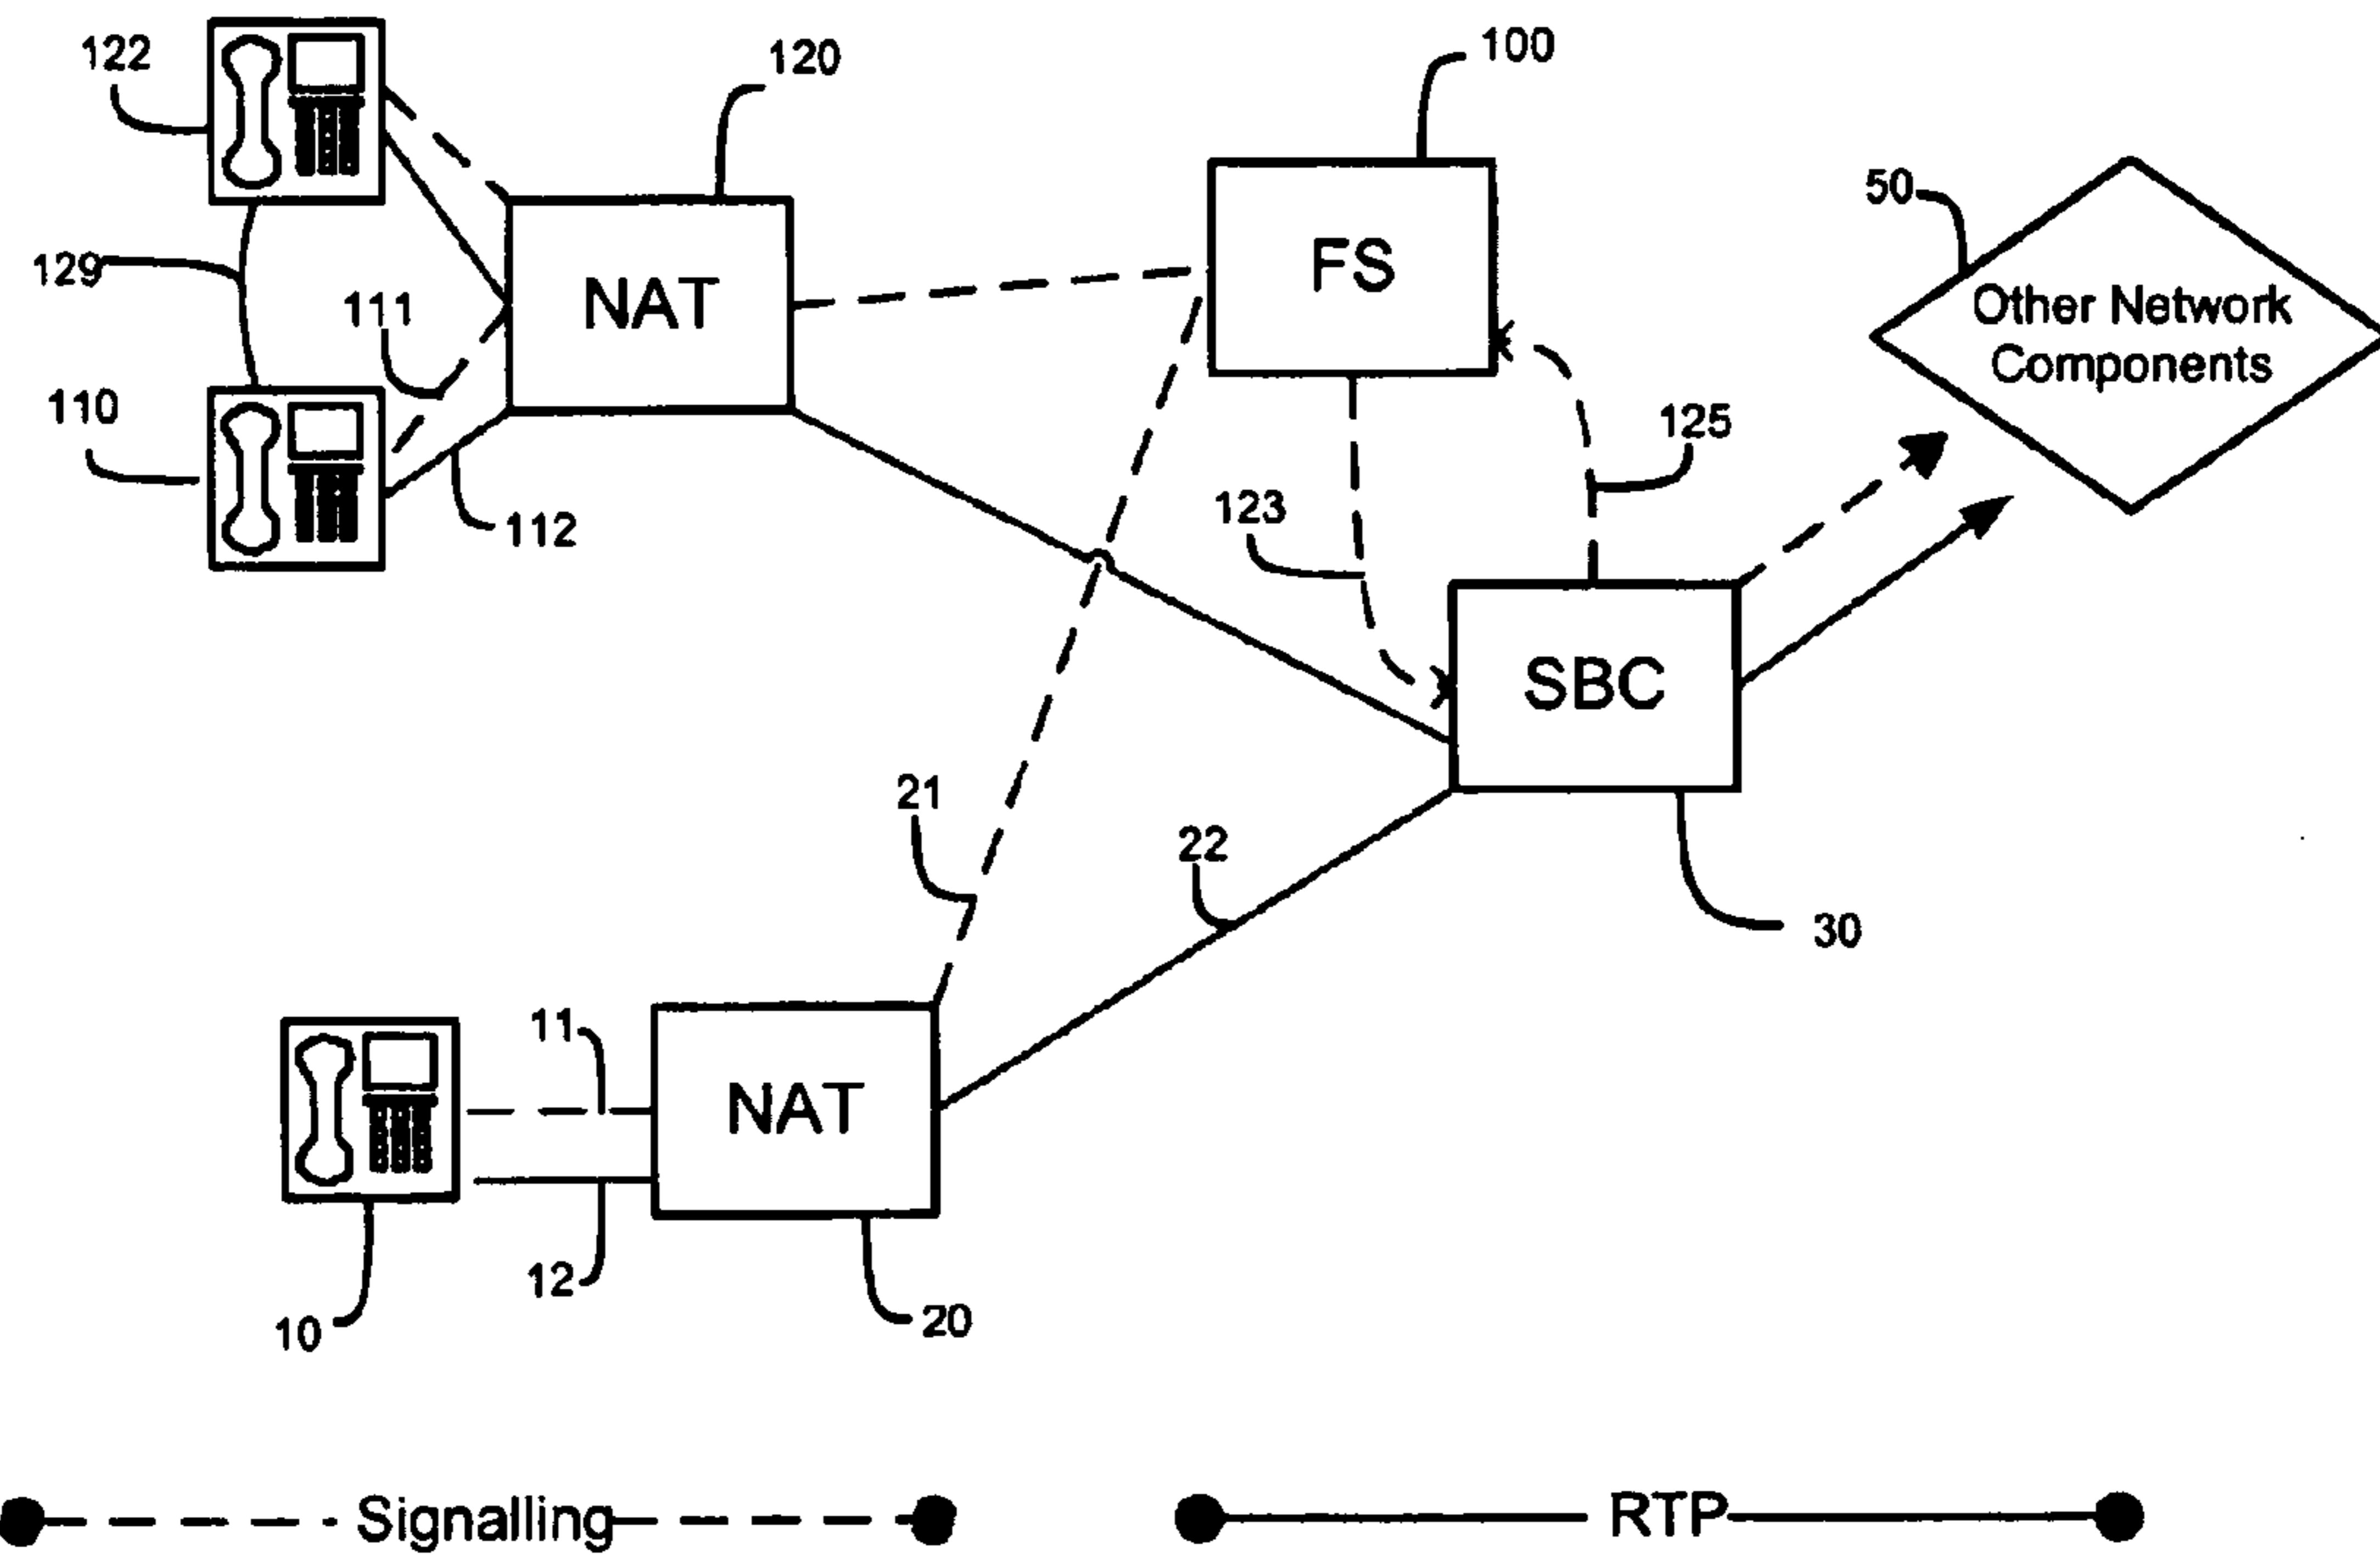 122
120
100
50
129
NAT
FS
Other Network
Components
111
110
125
123
112
SBC
21
22
30
11
NAT
12
10
20
Signalling
RTP